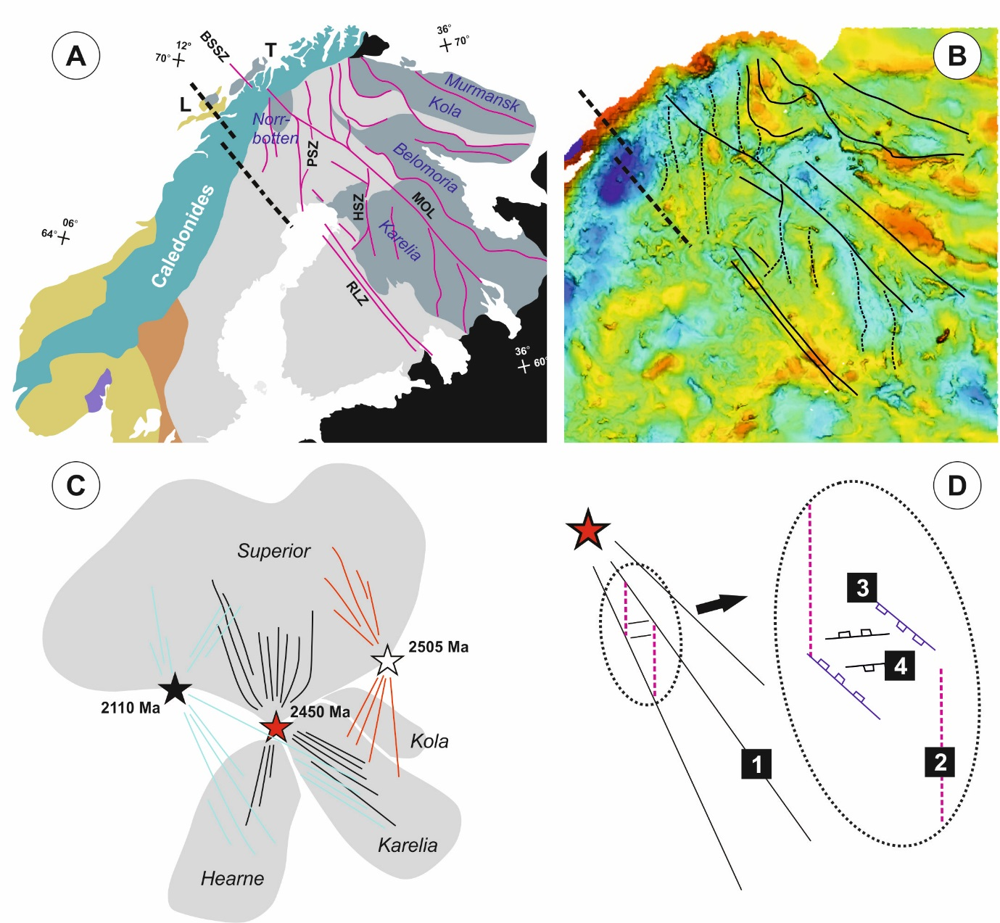 A
12°
70°
BSSZ
T
36°
70°
L
Norr-
botten
Murmansk
Kola
PSZ
Belomoria
HSZ
MOL
Karelia
06°
64°
Caledonides
RLZ
36°
60°
B
C
Superior
2505 Ma
2110 Ma
2450 Ma
Kola
Karelia
Hearne
D
3
4
1
2